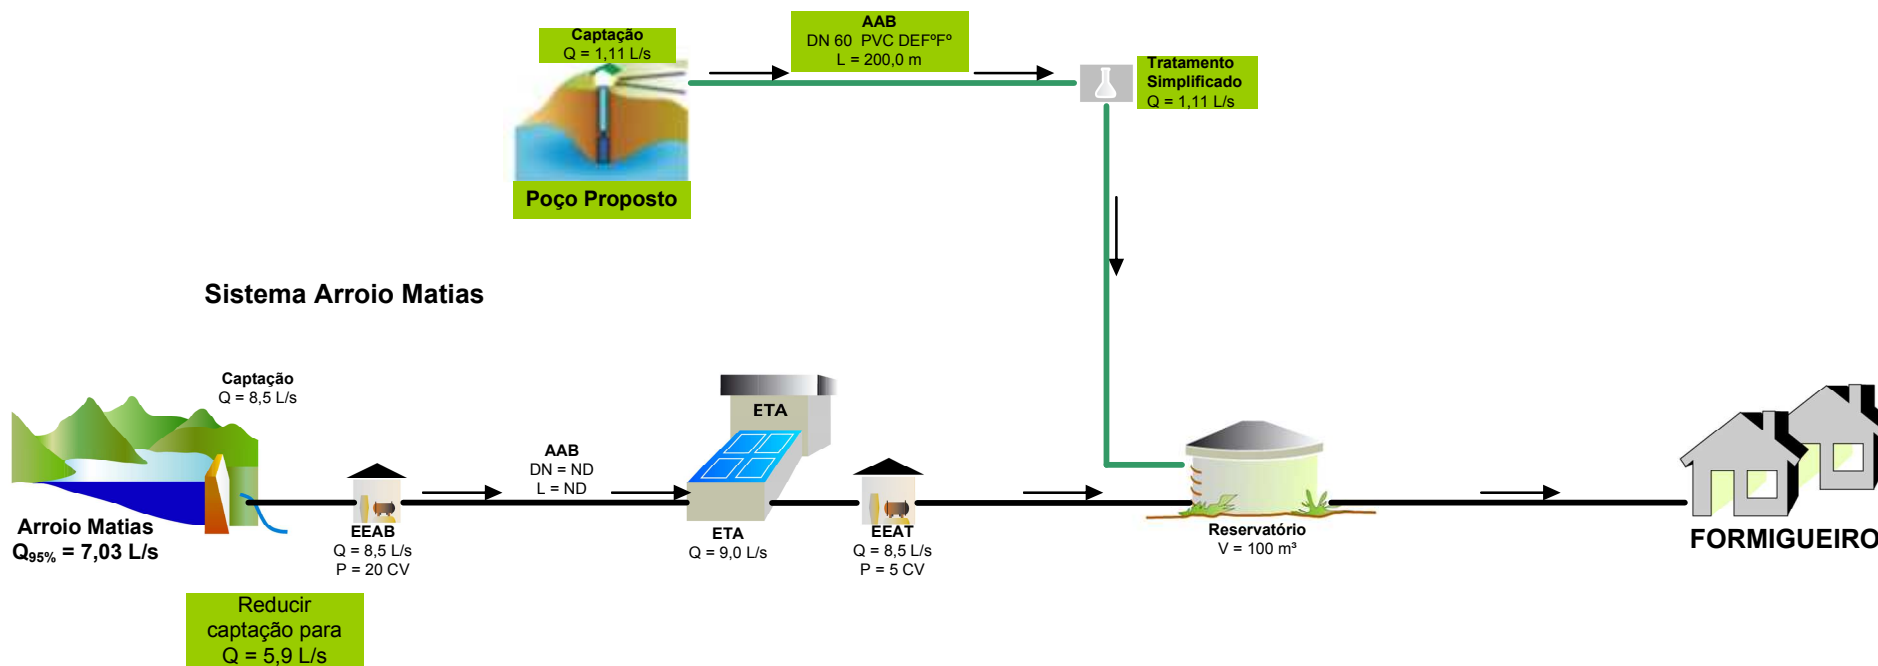 Captação
Q = 1,11 L/s
AAB
DN 60  PVC DEFºFº
L = 200,0 m
Tratamento
Simplificado
Q = 1,11 L/s
Poço Proposto
Sistema Arroio Matias
Captação
Q = 8,5 L/s
Arroio Matias
Q95% = 7,03 L/s
Reducir
captação para
Q = 5,9 L/s
EEAB
Q = 8,5 L/s
P = 20 CV
AAB
DN = ND
L = ND
ETA
ETA
Q = 9,0 L/s
EEAT
Q = 8,5 L/s
P = 5 CV
Reservatório
V = 100 m³
FORMIGUEIRO